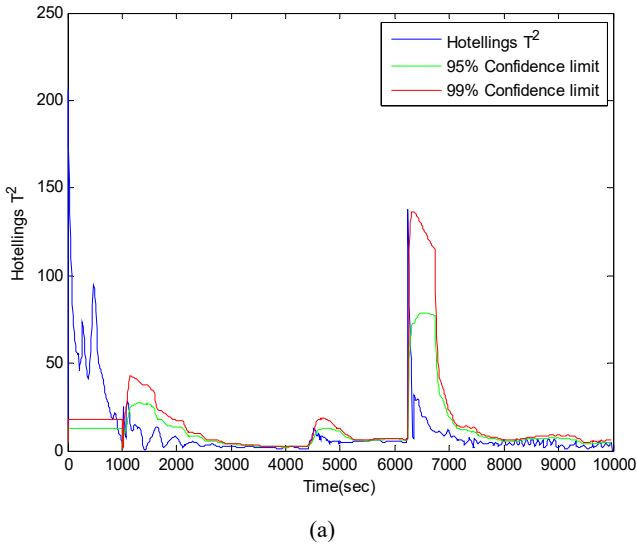 250
200
150
100
50
0
Hotellings T²
Hotellings T²
95% Confidence limit
99% Confidence limit
0 1000 2000 3000 4000 5000 6000 7000 8000 9000 10000
Time(sec)
(a)